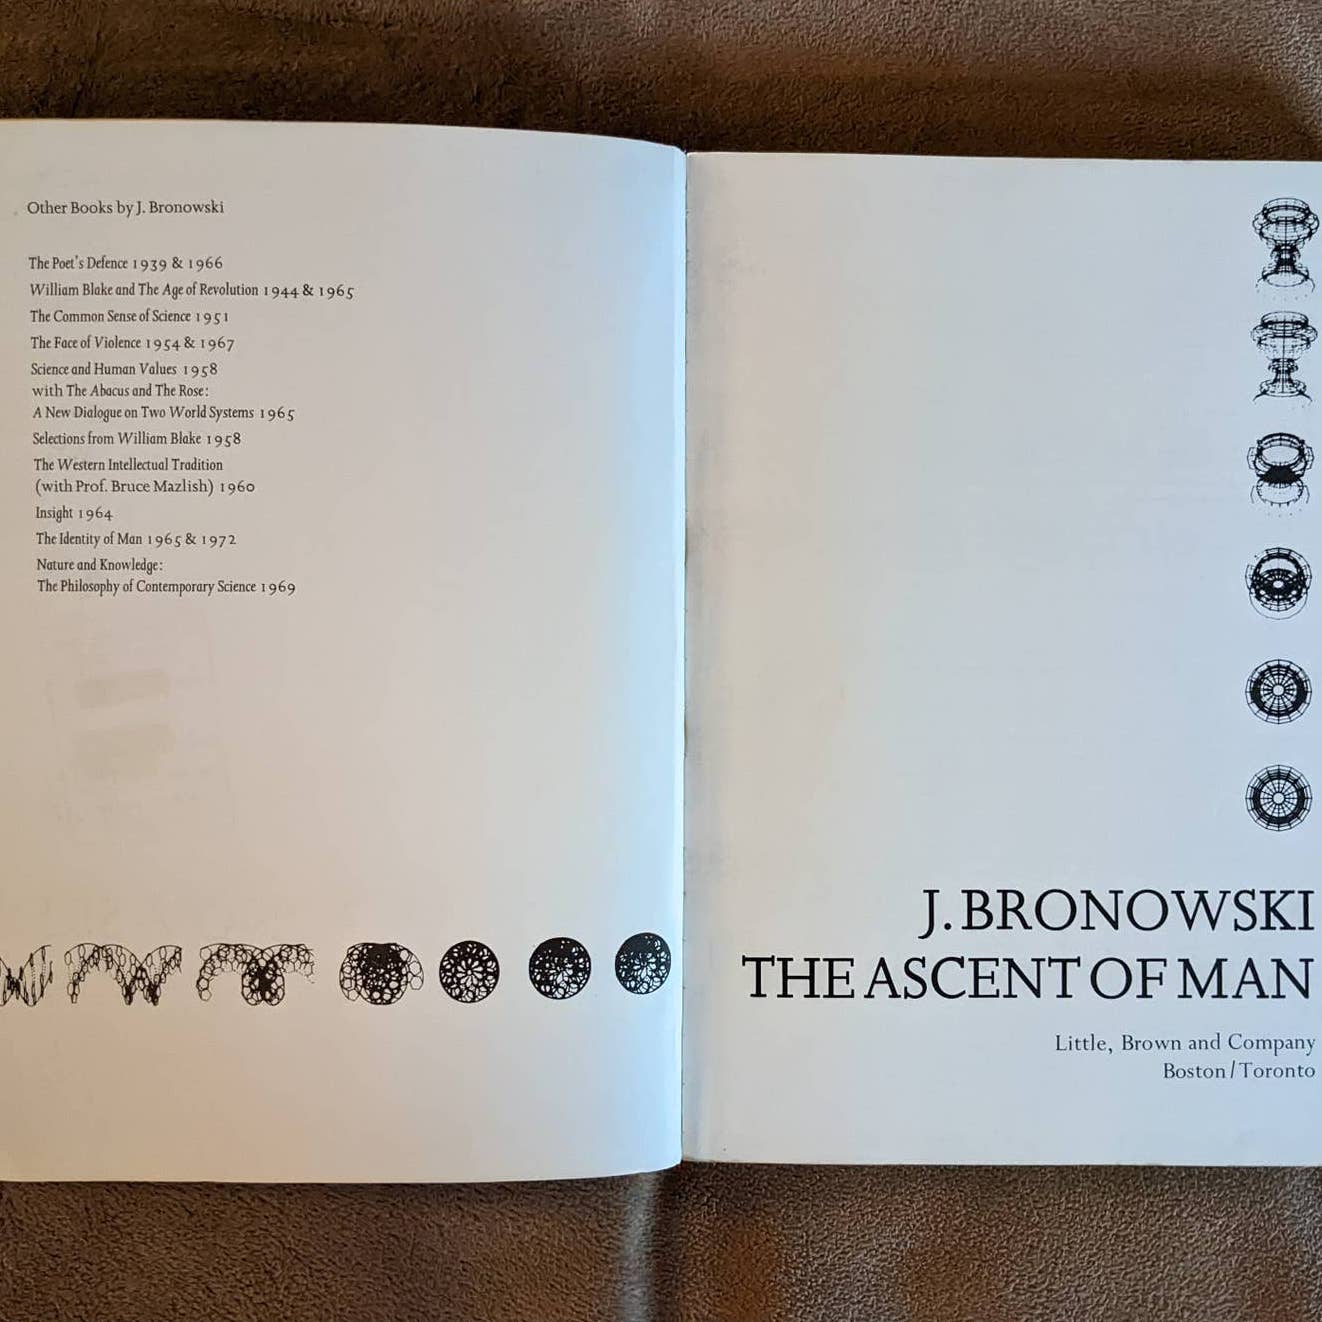 Other Books by J. Bronowski
The Poet's Defence 1939 & 1966
William Blake and The Age of Revolution 1944 & 1965
The Common Sense of Science 1951
The Face of Violence 1954 & 1967
Science and Human Values 1958
with The Abacus and The Rose:
A New Dialogue on Two World Systems 1965
Selections from William Blake 1958
The Western Intellectual Tradition
(with Prof. Bruce Mazlish) 1960
Insight 1964
The Identity of Man 1965 & 1972
Nature and Knowledge:
The Philosophy of Contemporary Science 1969
J. BRONOWSKI
THE ASCENT OF MAN
Little, Brown and Company
Boston/Toronto